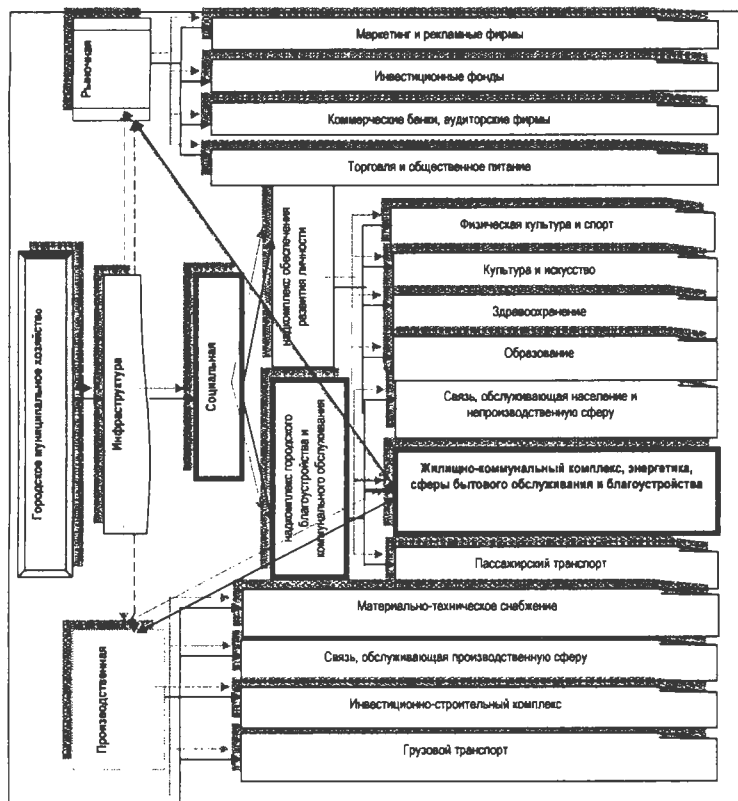 Рыночная
Маркетинг и рекламные фирмы
Инвестиционные фонды
Коммерческие банки, аудиторские фирмы
Торговля и общественное питание
Городское муниципальное хозяйство
Инфраструктура
Социальная
надкомплекс обеспечения
развития личности
Физическая культура и спорт
Культура и искусство
Здравоохранение
Образование
Связь, обслуживающая население и
непроизводственную сферу
надкомплекс городского
благоустройства и
коммунального обслуживания
Жилищно-коммунальный комплекс, энергетика,
сферы бытового обслуживания и благоустройства
Пассажирский транспорт
Производственная
Материально-техническое снабжение
Связь, обслуживающая производственную сферу
Инвестиционно-строительный комплекс
Грузовой транспорт